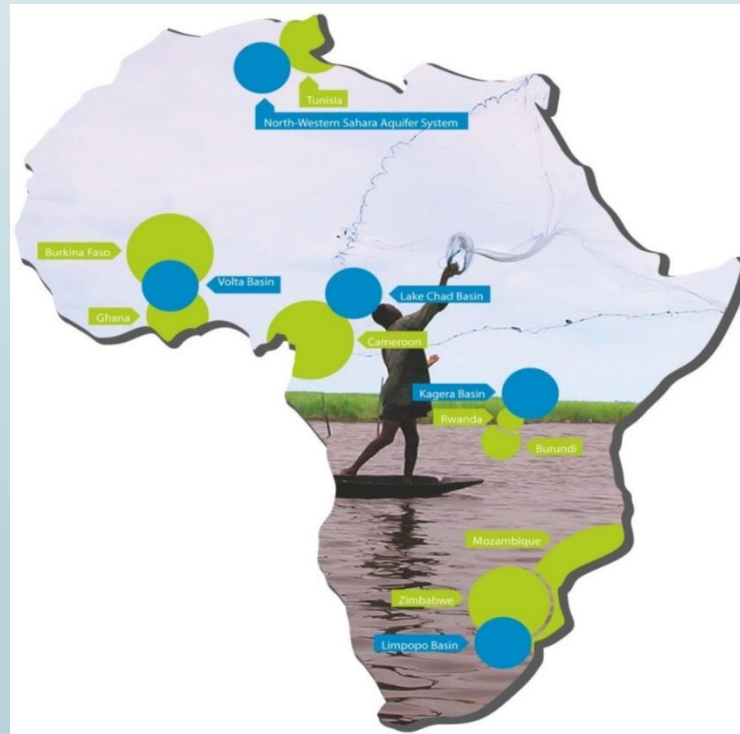 Tunisia
North-Western Sahara Aquifer System
Burkina Faso
Volta Basin
Lake Chad Basin
Ghana
Cameroon
Kagera Basin
Rwanda
Burundi
Mozambique
Zimbabwe
Limpopo Basin